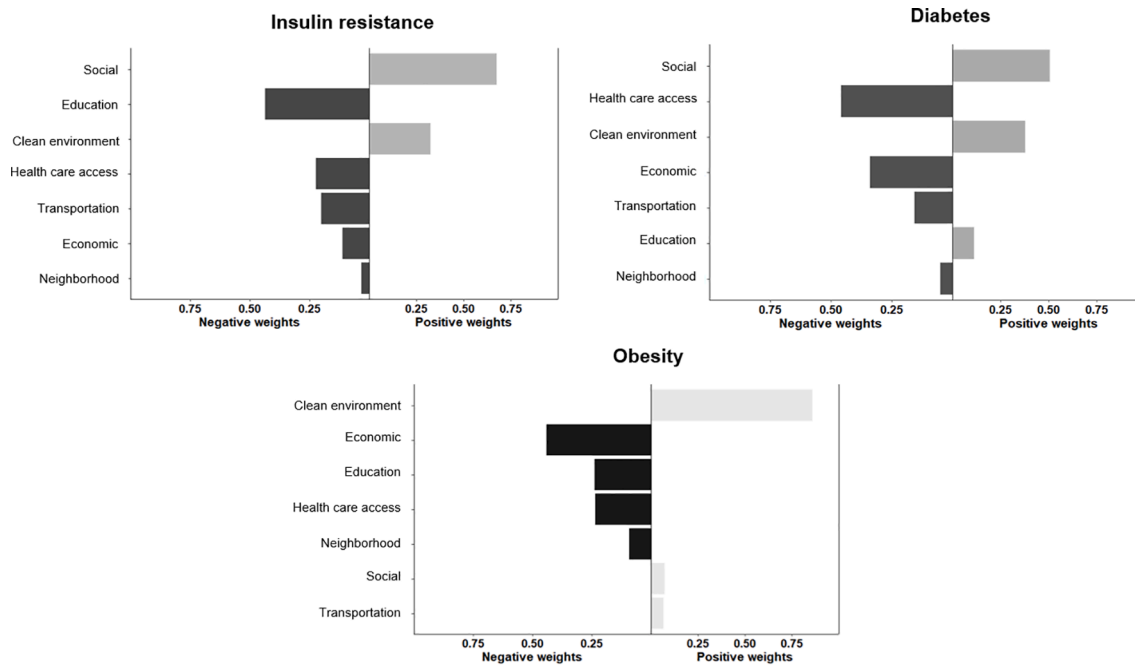 Insulin resistance
Social
Education
Clean environment
Health care access
Transportation
Economic
Neighborhood
0.75 0.50 0.25 0.25 0.50 0.75
Negative weights Positive weights
Diabetes
Social
Health care access
Clean environment
Economic
Transportation
Education
Neighborhood
0.75 0.50 0.25 0.25 0.50 0.75
Negative weights Positive weights
Obesity
Clean environment
Economic
Education
Health care access
Neighborhood
Social
Transportation
0.75 0.50 0.25 0.25 0.50 0.75
Negative weights Positive weights